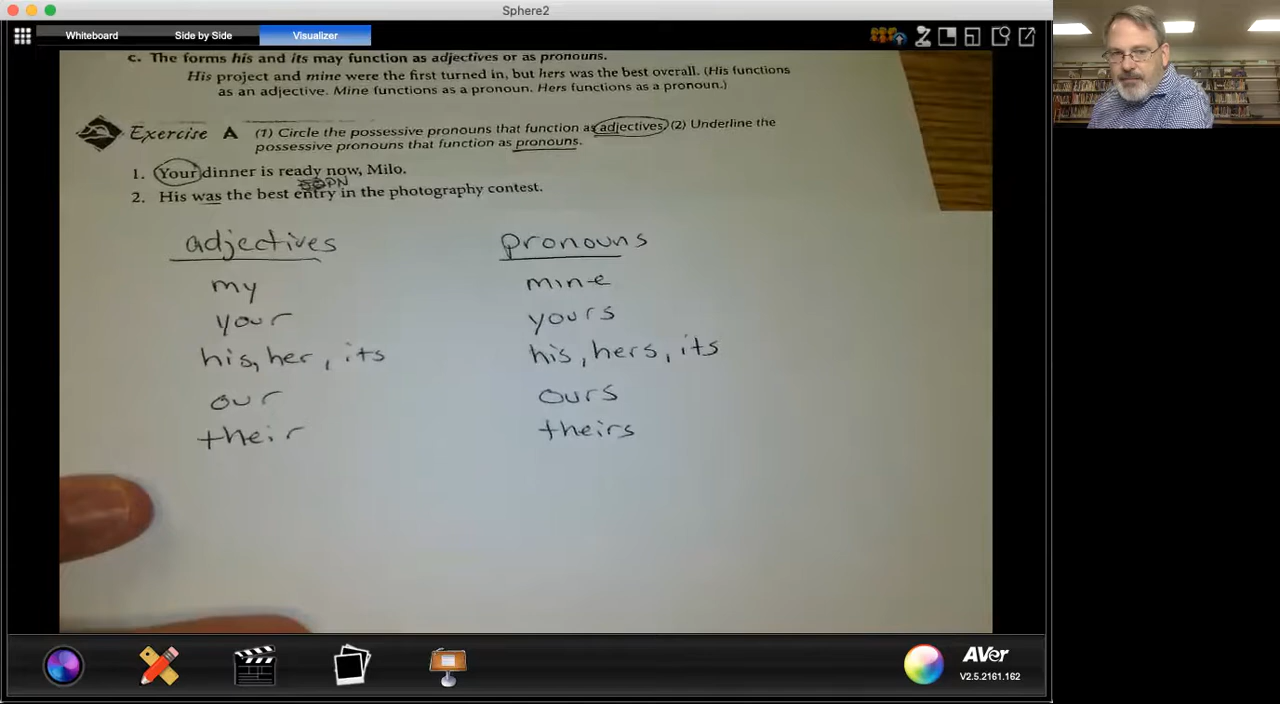 Sphere2
Whiteboard Side by Side Visualizer
c. The forms his and its may function as adjectives or as pronouns.
His project and mine were the first turned in, but hers was the best overall. (His functions
as an adjective. Mine functions as a pronoun. Hers functions as a pronoun.)
Exercise A (1) Circle the possessive pronouns that function as adjectives. (2) Underline the
possessive pronouns that function as pronouns.
1. Your dinner is ready now, Milo.
PN
2. His was the best entry in the photography contest.
adjectives pronouns
my mine
your yours
his, her, its his, hers, its
our ours
their theirs
AVer
V2.5.2161.162